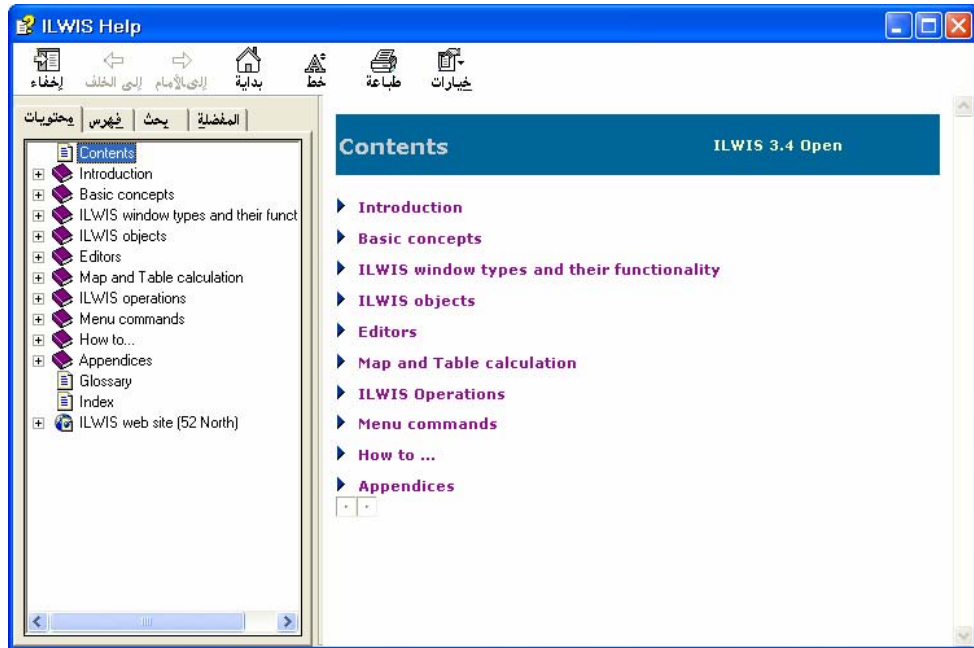 ILWIS Help
إخفاء إلى الخلف إلى الأمام بداية خط طباعة خيارات
محتويات فهرس بحث المفضلة
Contents
Introduction
Basic concepts
ILWIS window types and their funct
ILWIS objects
Editors
Map and Table calculation
ILWIS operations
Menu commands
How to...
Appendices
Glossary
Index
ILWIS web site (52 North)
Contents
ILWIS 3.4 Open
Introduction
Basic concepts
ILWIS window types and their functionality
ILWIS objects
Editors
Map and Table calculation
ILWIS Operations
Menu commands
How to ...
Appendices